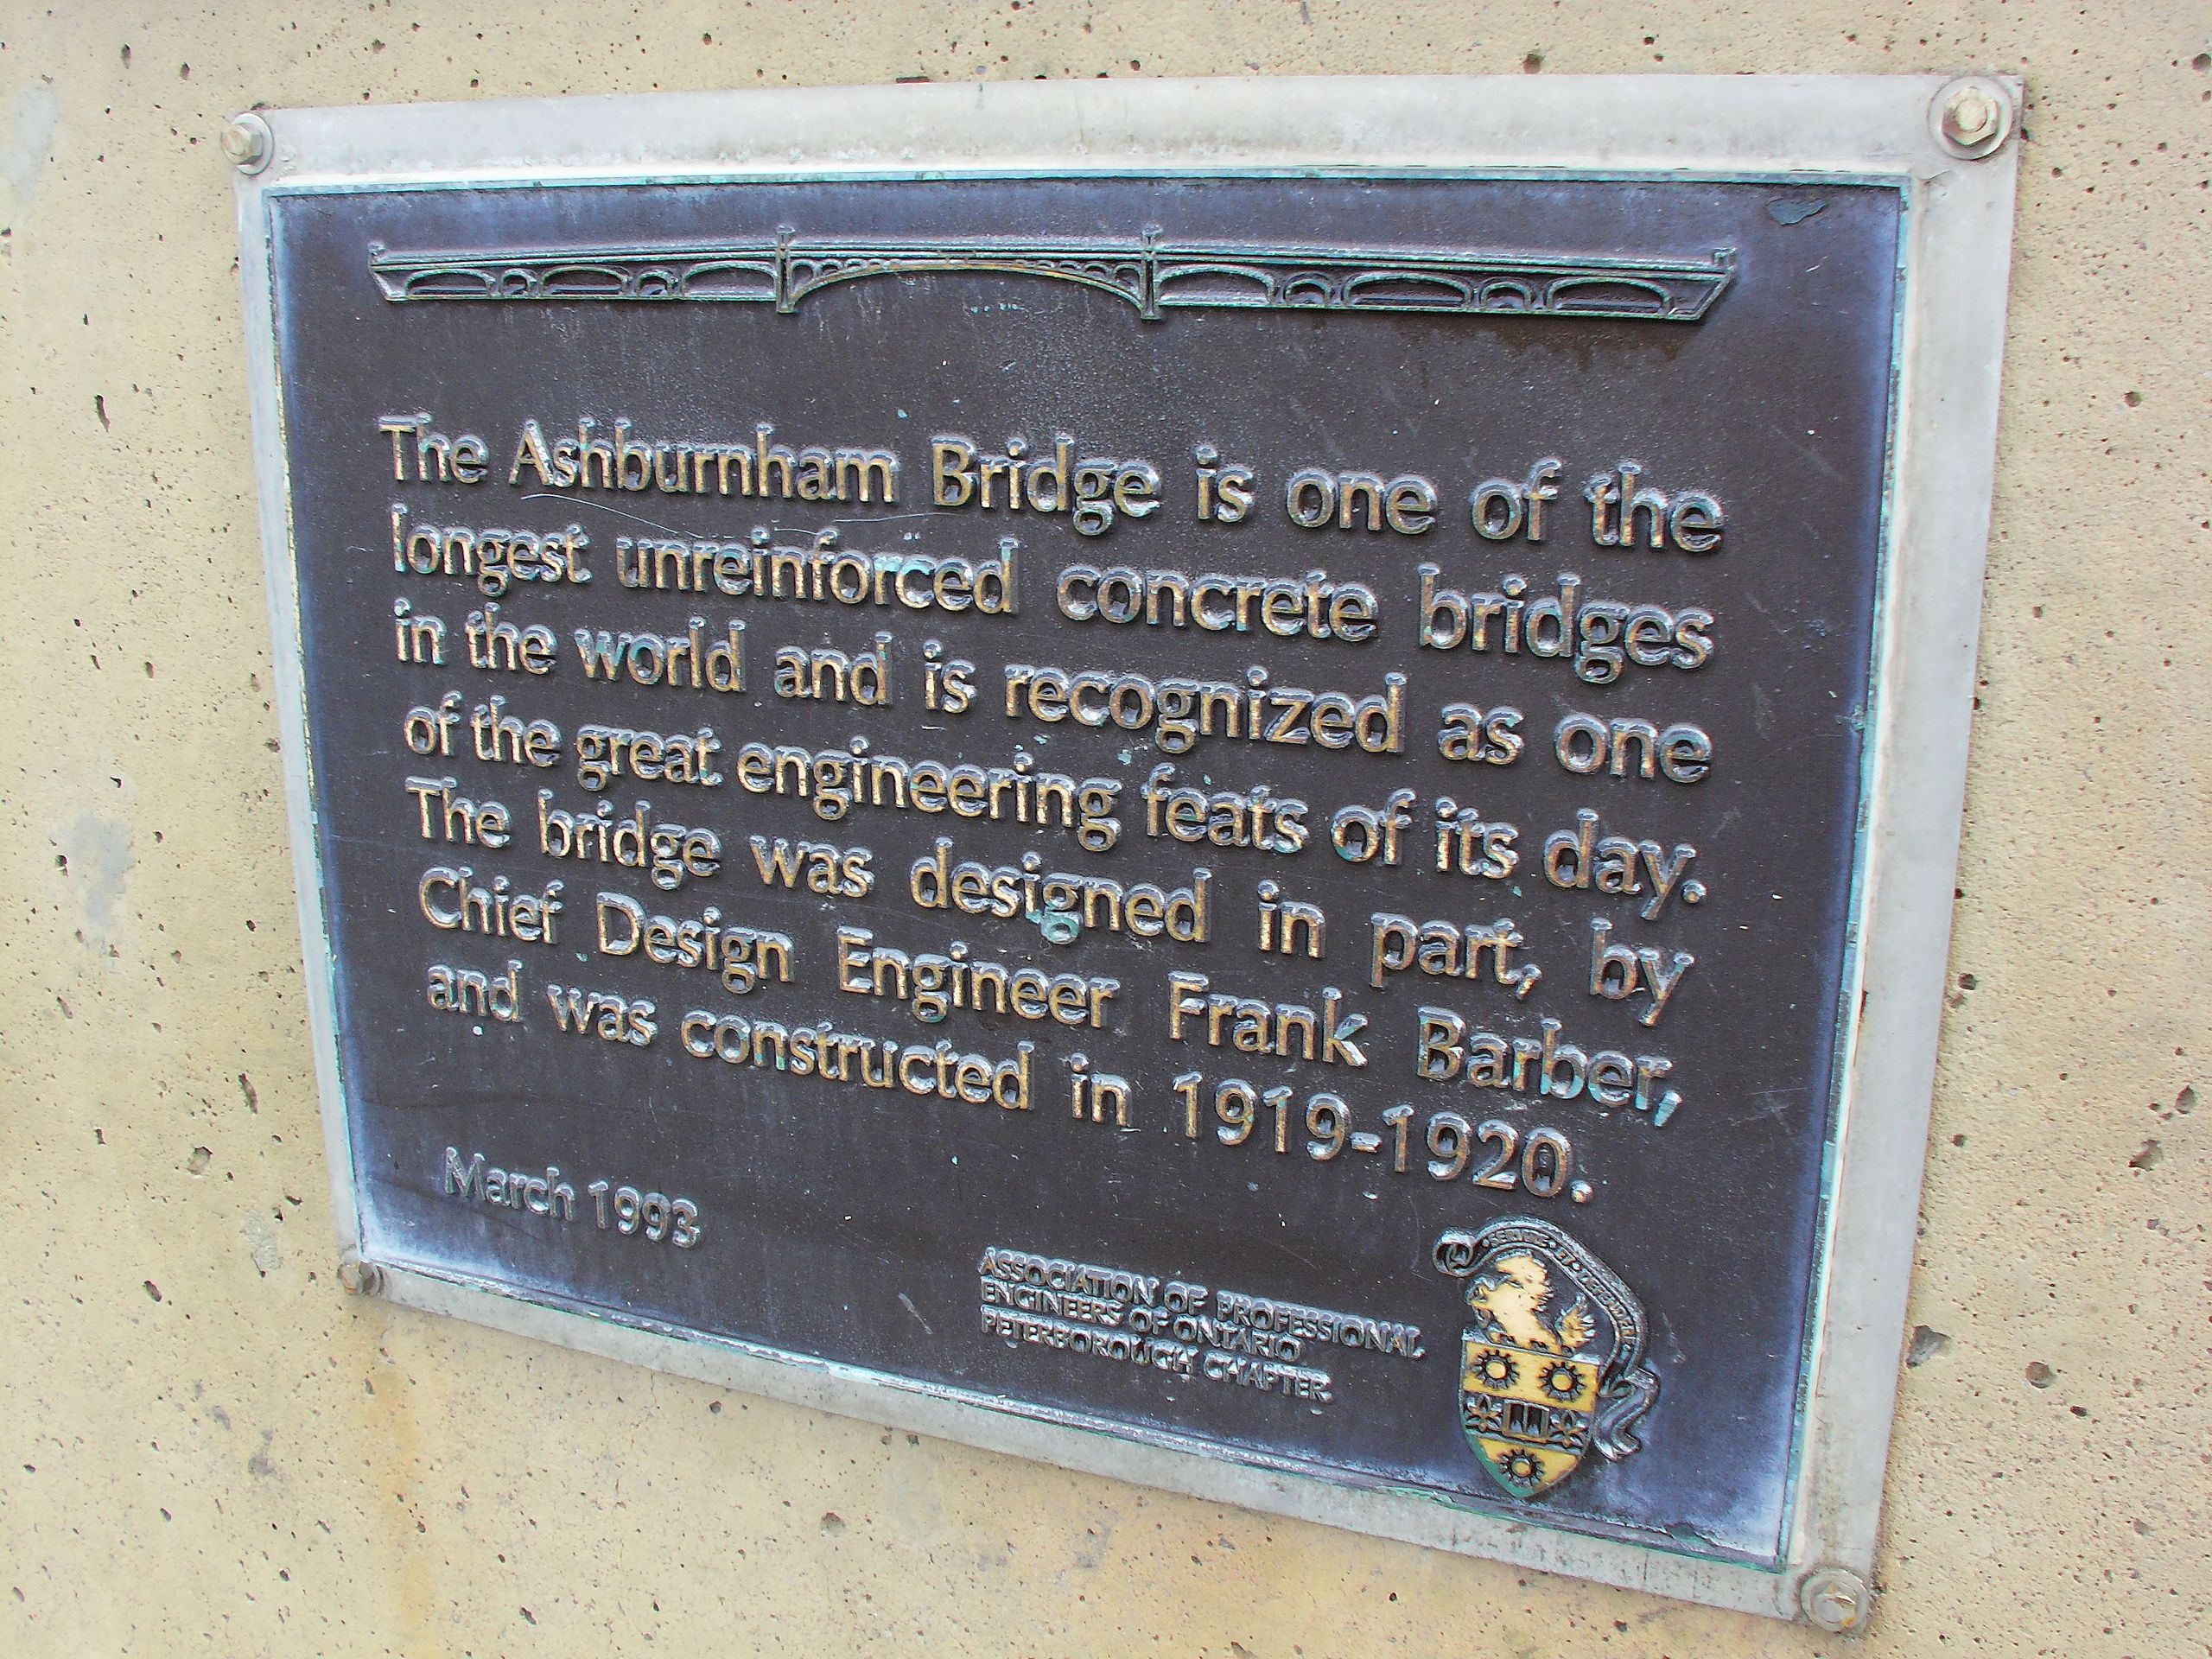 The Ashburnham Bridge is one of the
longest unreinforced concrete bridges
in the world and is recognized as one
of the great engineering feats of its day.
The bridge was designed in part, by
Chief Design Engineer Frank Barber,
and was constructed in 1919-1920.
March 1993
ASSOCIATION OF PROFESSIONAL
ENGINEERS OF ONTARIO
PETERBOROUGH CHAPTER